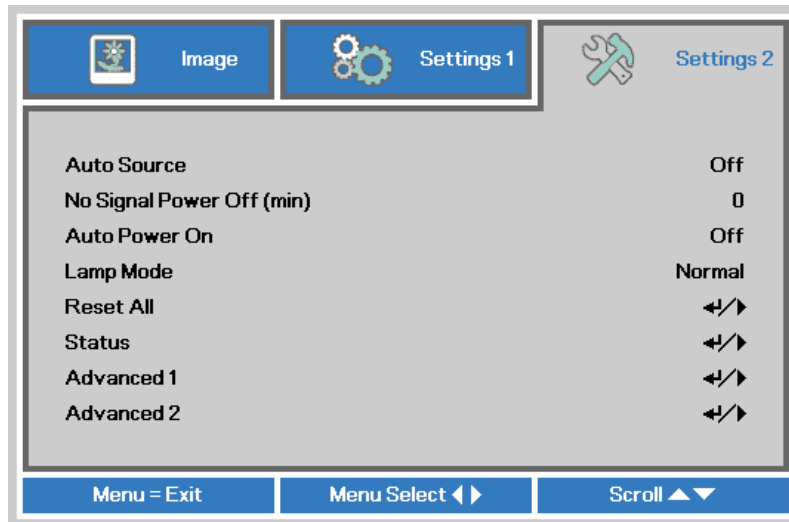 Image Settings 1 Settings 2
Auto Source Off
No Signal Power Off (min) 0
Auto Power On Off
Lamp Mode Normal
Reset All ↵/▶
Status ↵/▶
Advanced 1 ↵/▶
Advanced 2 ↵/▶
Menu = Exit Menu Select ◀▶ Scroll ▲▼